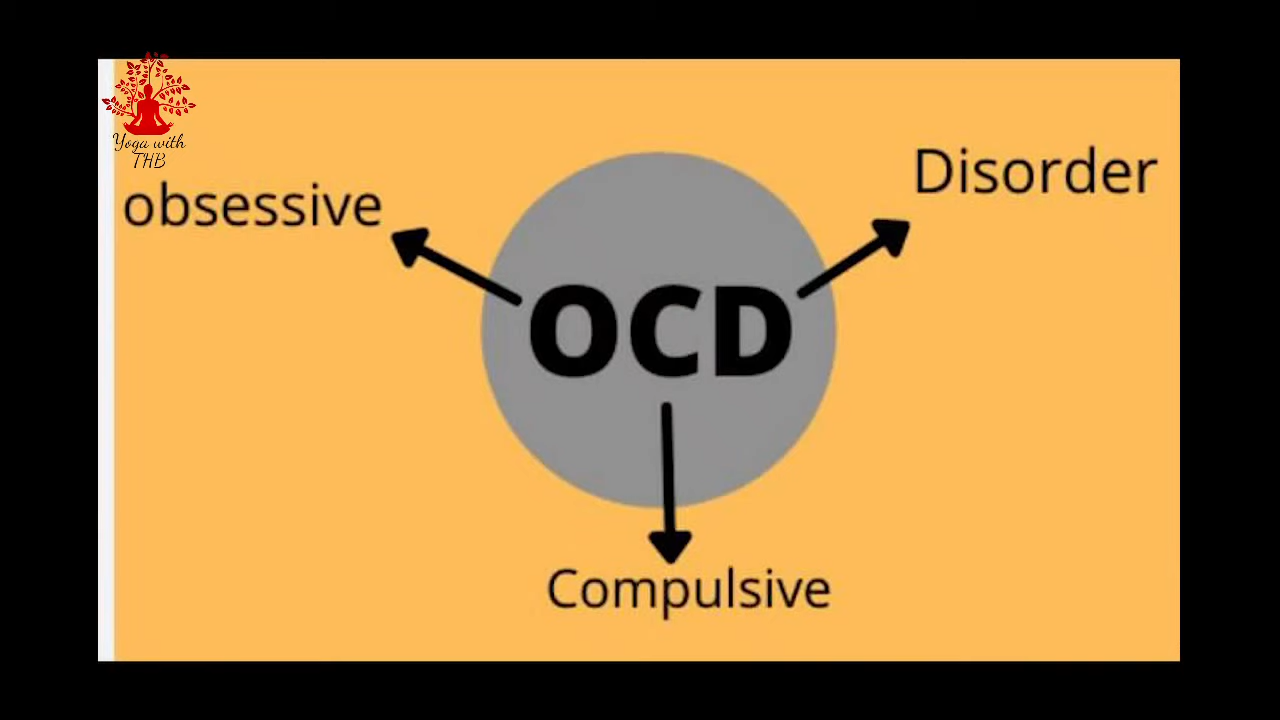 Yoga with
THB
obsessive
Disorder
OCD
Compulsive